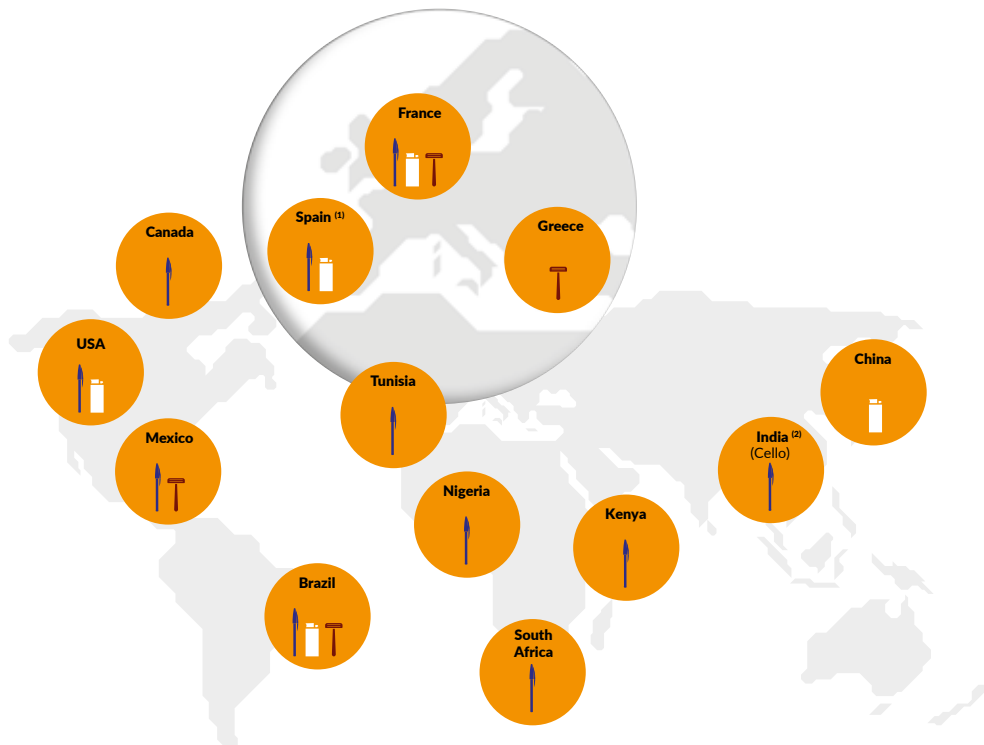 France
Spain (1)
Greece
Canada
USA
Mexico
Tunisia
China
India (2)
(Cello)
Nigeria
Kenya
Brazil
South
Africa